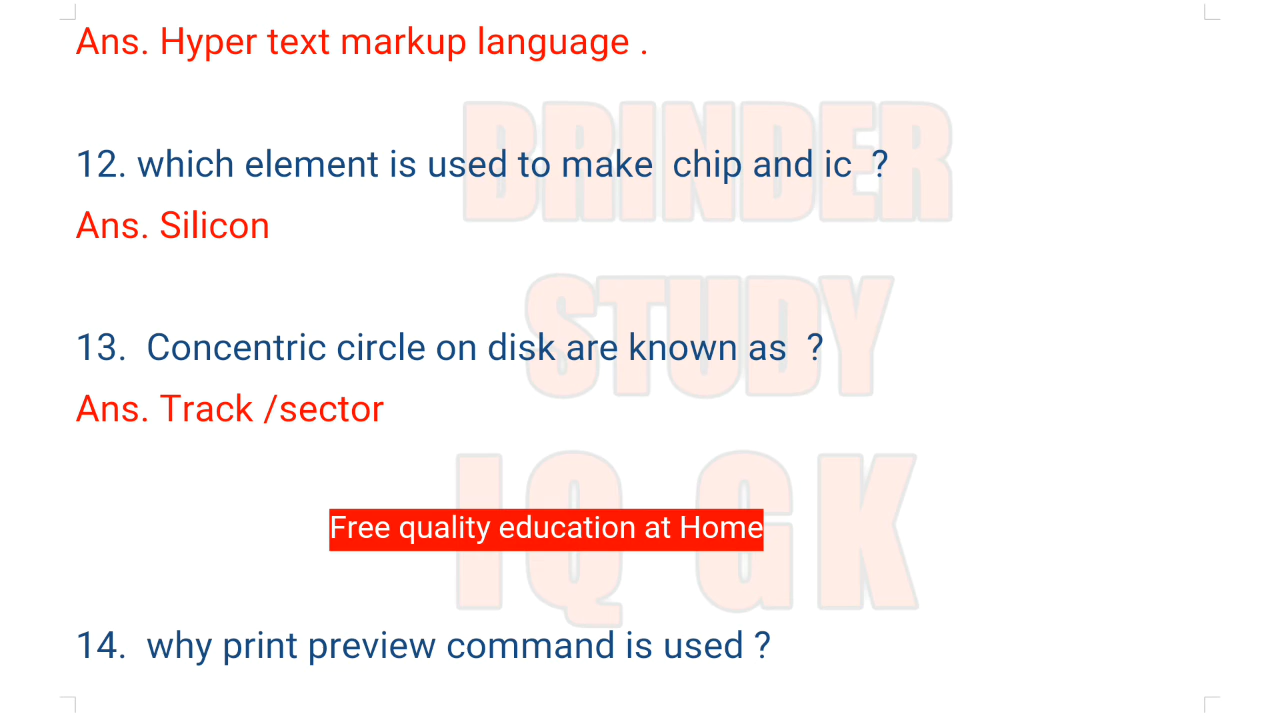 Ans. Hyper text markup language .
BRINDER
12. which element is used to make chip and ic ?
Ans. Silicon
STUDY
13. Concentric circle on disk are known as ?
Ans. Track /sector
IQ GK
Free quality education at Home
14. why print preview command is used ?